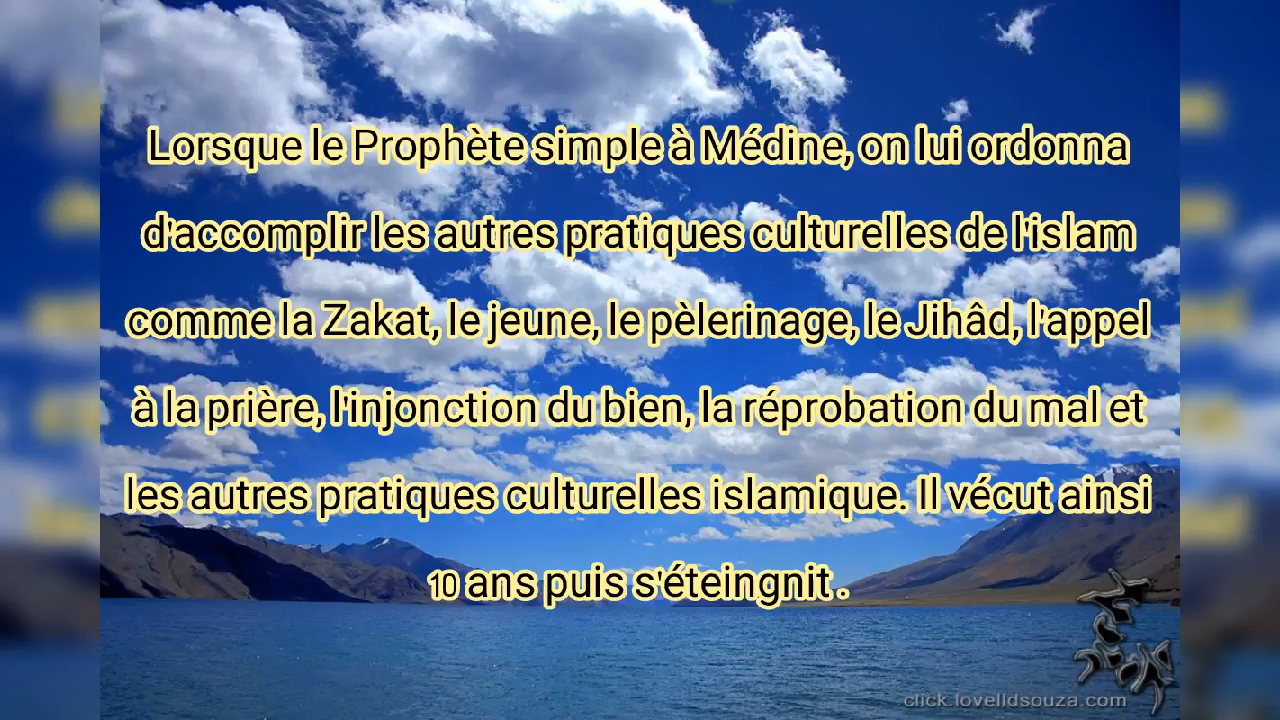 Lorsque le Prophète simple à Médine, on lui ordonna
d'accomplir les autres pratiques culturelles de l'islam
comme la Zakat, le jeune, le pèlerinage, le Jihâd, l'appel
à la prière, l'injonction du bien, la réprobation du mal et
les autres pratiques culturelles islamique. Il vécut ainsi
10 ans puis s'éteingnit .
click.lovelldsouza.com